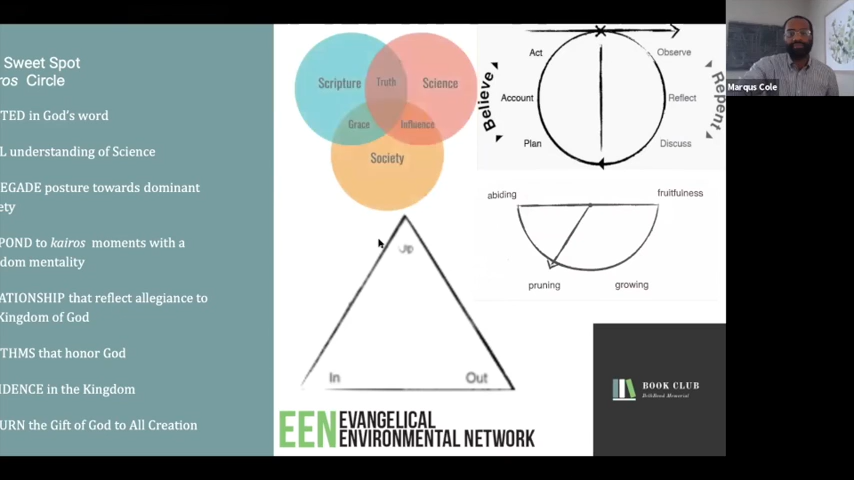 Sweet Spot
ros Circle
TED in God's word
L understanding of Science
EGADE posture towards dominant
ety
POND to kairos moments with a
dom mentality
ATIONSHIP that reflect allegiance to
Kingdom of God
THMS that honor God
IDENCE in the Kingdom
URN the Gift of God to All Creation
Scripture
Truth
Science
Grace
Influence
Society
Up
In
Out
Believe
Act
Account
Plan
Observe
Reflect
Discuss
Repent
abiding
fruitfulness
pruning
growing
EEN EVANGELICAL
ENVIRONMENTAL NETWORK
BOOK CLUB
Marqus Cole